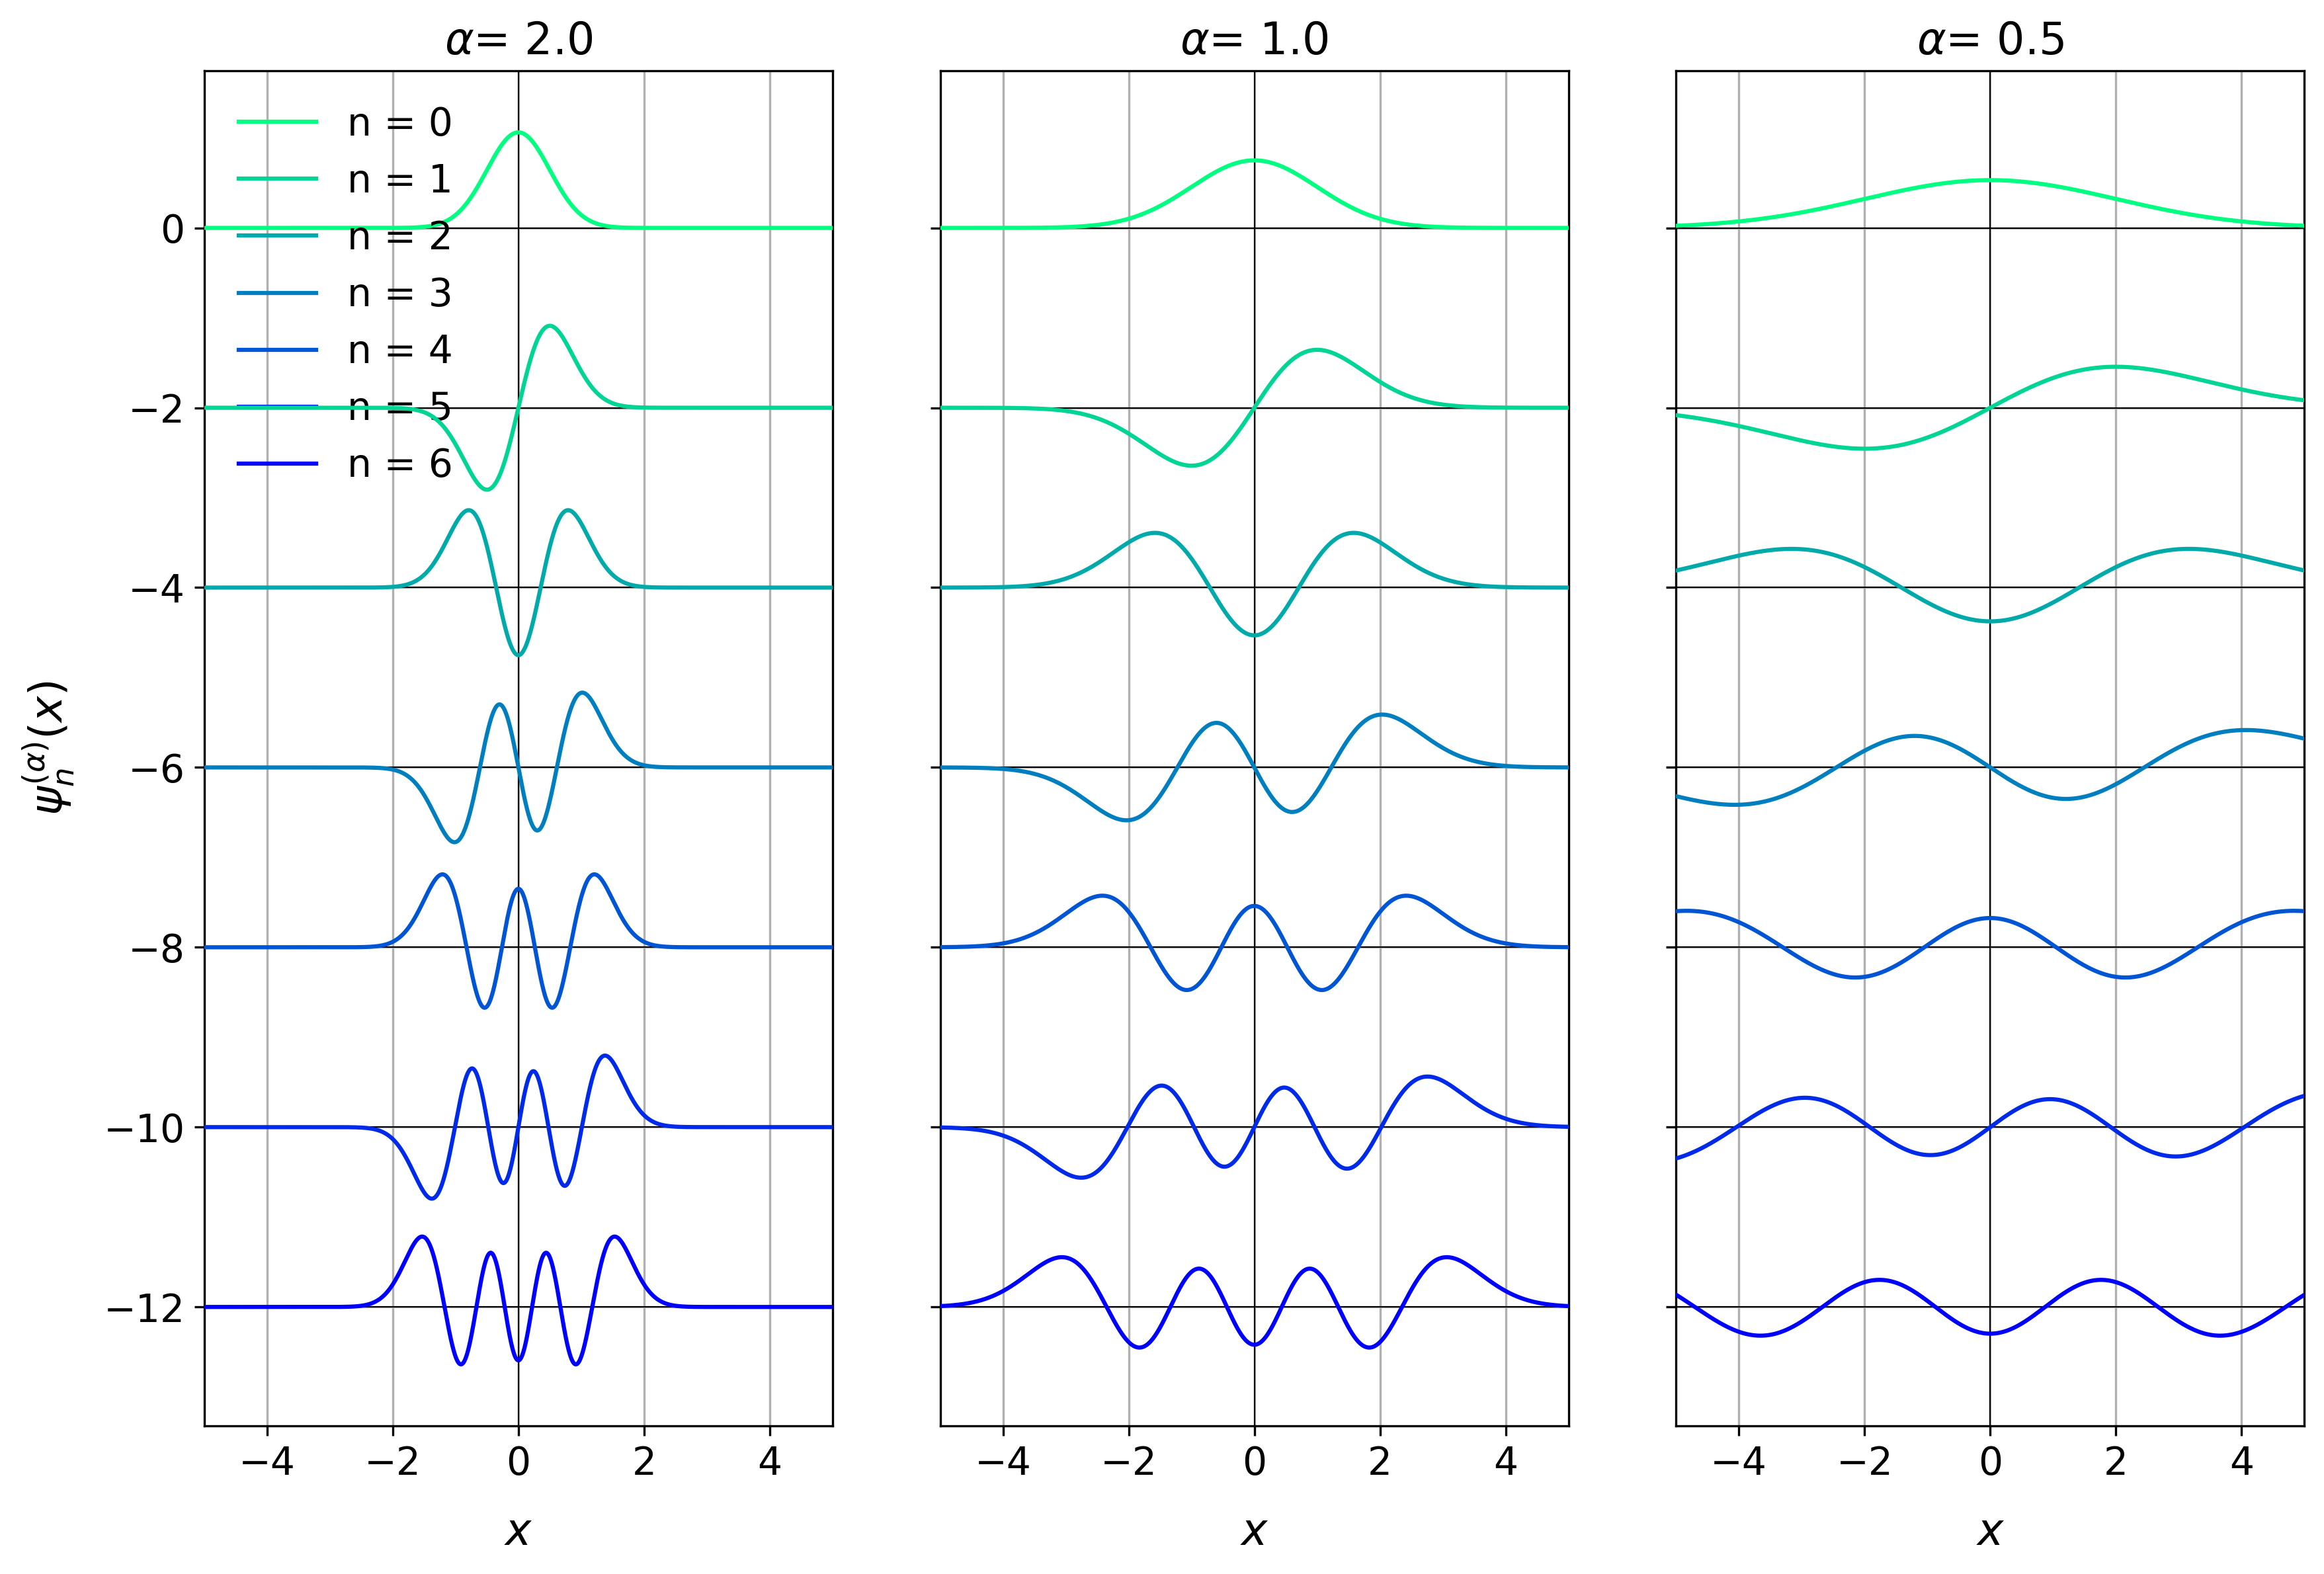 α= 2.0
α= 1.0
α= 0.5
n = 0
n = 1
n = 2
n = 3
n = 4
n = 5
n = 6
0
−2
−4
−6
−8
−10
−12
ψₙ⁽ᵅ⁾(x)
−4 −2 0 2 4
−4 −2 0 2 4
−4 −2 0 2 4
x
x
x